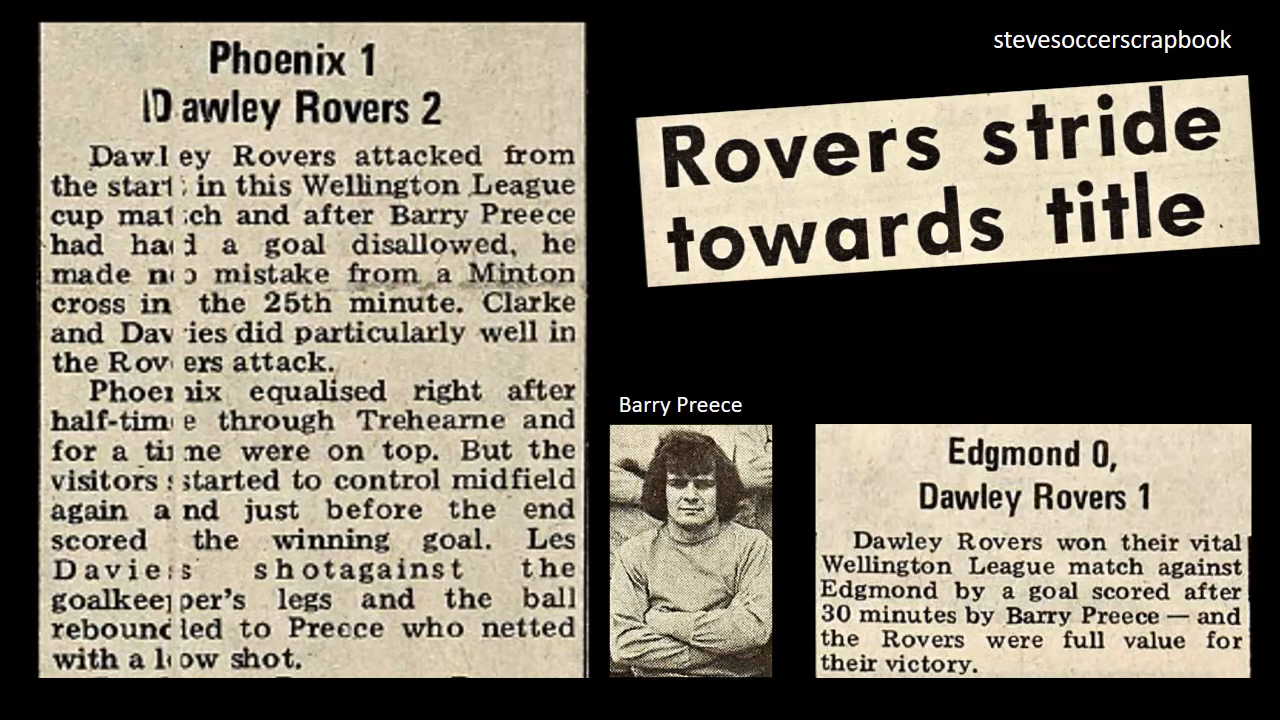 Phoenix 1
Dawley Rovers 2
Dawley Rovers attacked from
the start in this Wellington League
cup match and after Barry Preece
had had a goal disallowed, he
made no mistake from a Minton
cross in the 25th minute. Clarke
and Davies did particularly well in
the Rovers attack.
Phoenix equalised right after
half-time through Trehearne and
for a time were on top. But the
visitors started to control midfield
again and just before the end
scored the winning goal. Les
Davies shotagainst the
goalkeeper's legs and the ball
rebounded to Preece who netted
with a low shot.
stevesoccerscrapbook
Rovers stride
towards title
Barry Preece
Edgmond 0,
Dawley Rovers 1
Dawley Rovers won their vital
Wellington League match against
Edgmond by a goal scored after
30 minutes by Barry Preece — and
the Rovers were full value for
their victory.